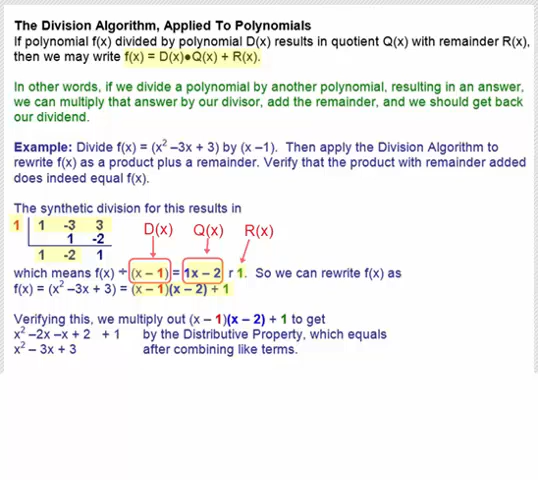 The Division Algorithm, Applied To Polynomials
If polynomial f(x) divided by polynomial D(x) results in quotient Q(x) with remainder R(x),
then we may write f(x) = D(x)•Q(x) + R(x).
In other words, if we divide a polynomial by another polynomial, resulting in an answer,
we can multiply that answer by our divisor, add the remainder, and we should get back
our dividend.
Example: Divide f(x) = (x² –3x + 3) by (x –1). Then apply the Division Algorithm to
rewrite f(x) as a product plus a remainder. Verify that the product with remainder added
does indeed equal f(x).
The synthetic division for this results in
1 | 1 -3 3 D(x) Q(x) R(x)
1 -2
1 -2 1
which means f(x) ÷ (x – 1) = 1x – 2 r 1. So we can rewrite f(x) as
f(x) = (x² –3x + 3) = (x – 1)(x – 2) + 1
Verifying this, we multiply out (x – 1)(x – 2) + 1 to get
x² –2x –x + 2 + 1 by the Distributive Property, which equals
x² – 3x + 3 after combining like terms.